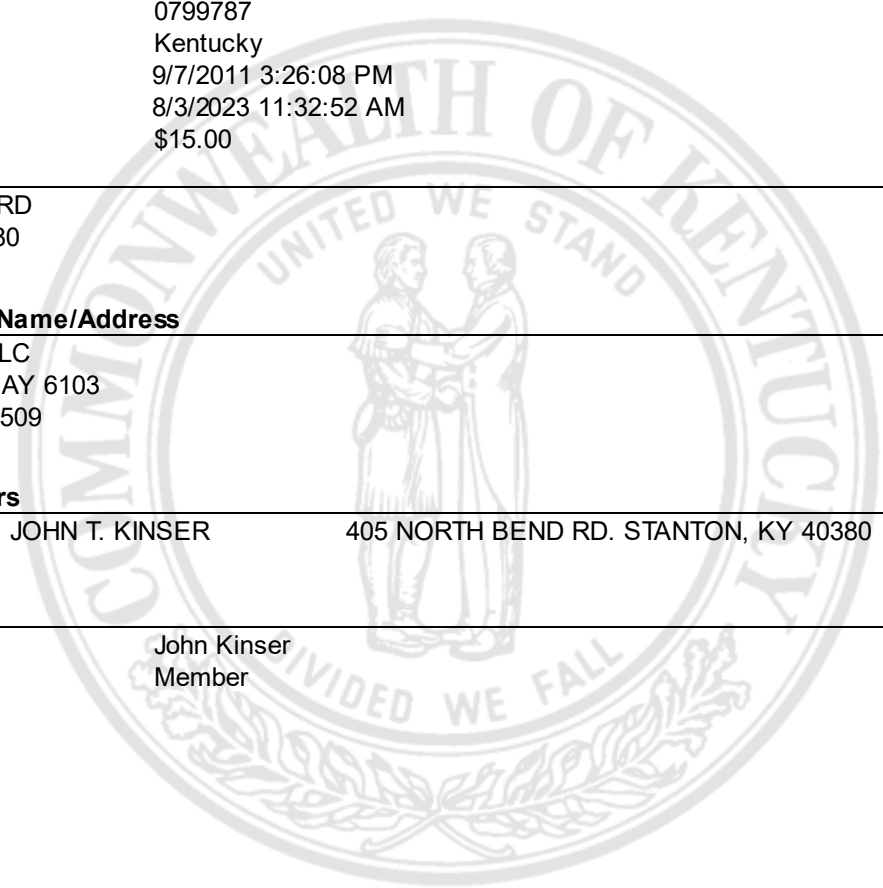 0799787
Kentucky
9/7/2011 3:26:08 PM
8/3/2023 11:32:52 AM
$15.00
RD
30
Name/Address
LC
AY 6103
509
rs
JOHN T. KINSER 405 NORTH BEND RD. STANTON, KY 40380
John Kinser
Member
COMMONWEALTH OF KENTUCKY
UNITED WE STAND
DIVIDED WE FALL